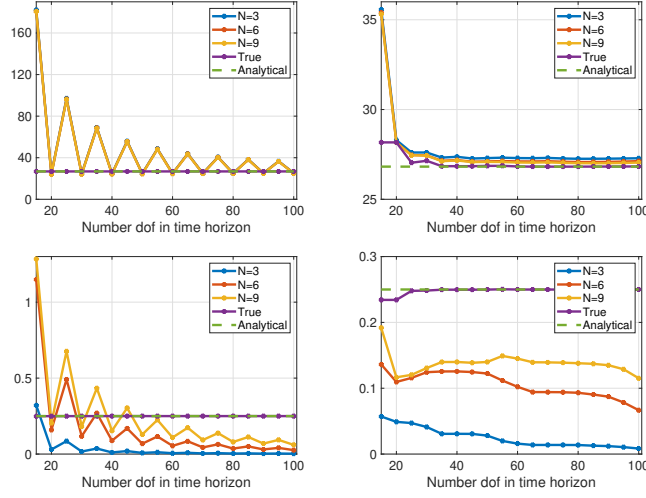 160
120
80
40
0
20 40 60 80 100
Number dof in time horizon
N=3
N=6
N=9
True
Analytical
35
30
25
20 40 60 80 100
Number dof in time horizon
N=3
N=6
N=9
True
Analytical
1
0.5
0
20 40 60 80 100
Number dof in time horizon
N=3
N=6
N=9
True
Analytical
0.3
0.2
0.1
0
20 40 60 80 100
Number dof in time horizon
N=3
N=6
N=9
True
Analytical